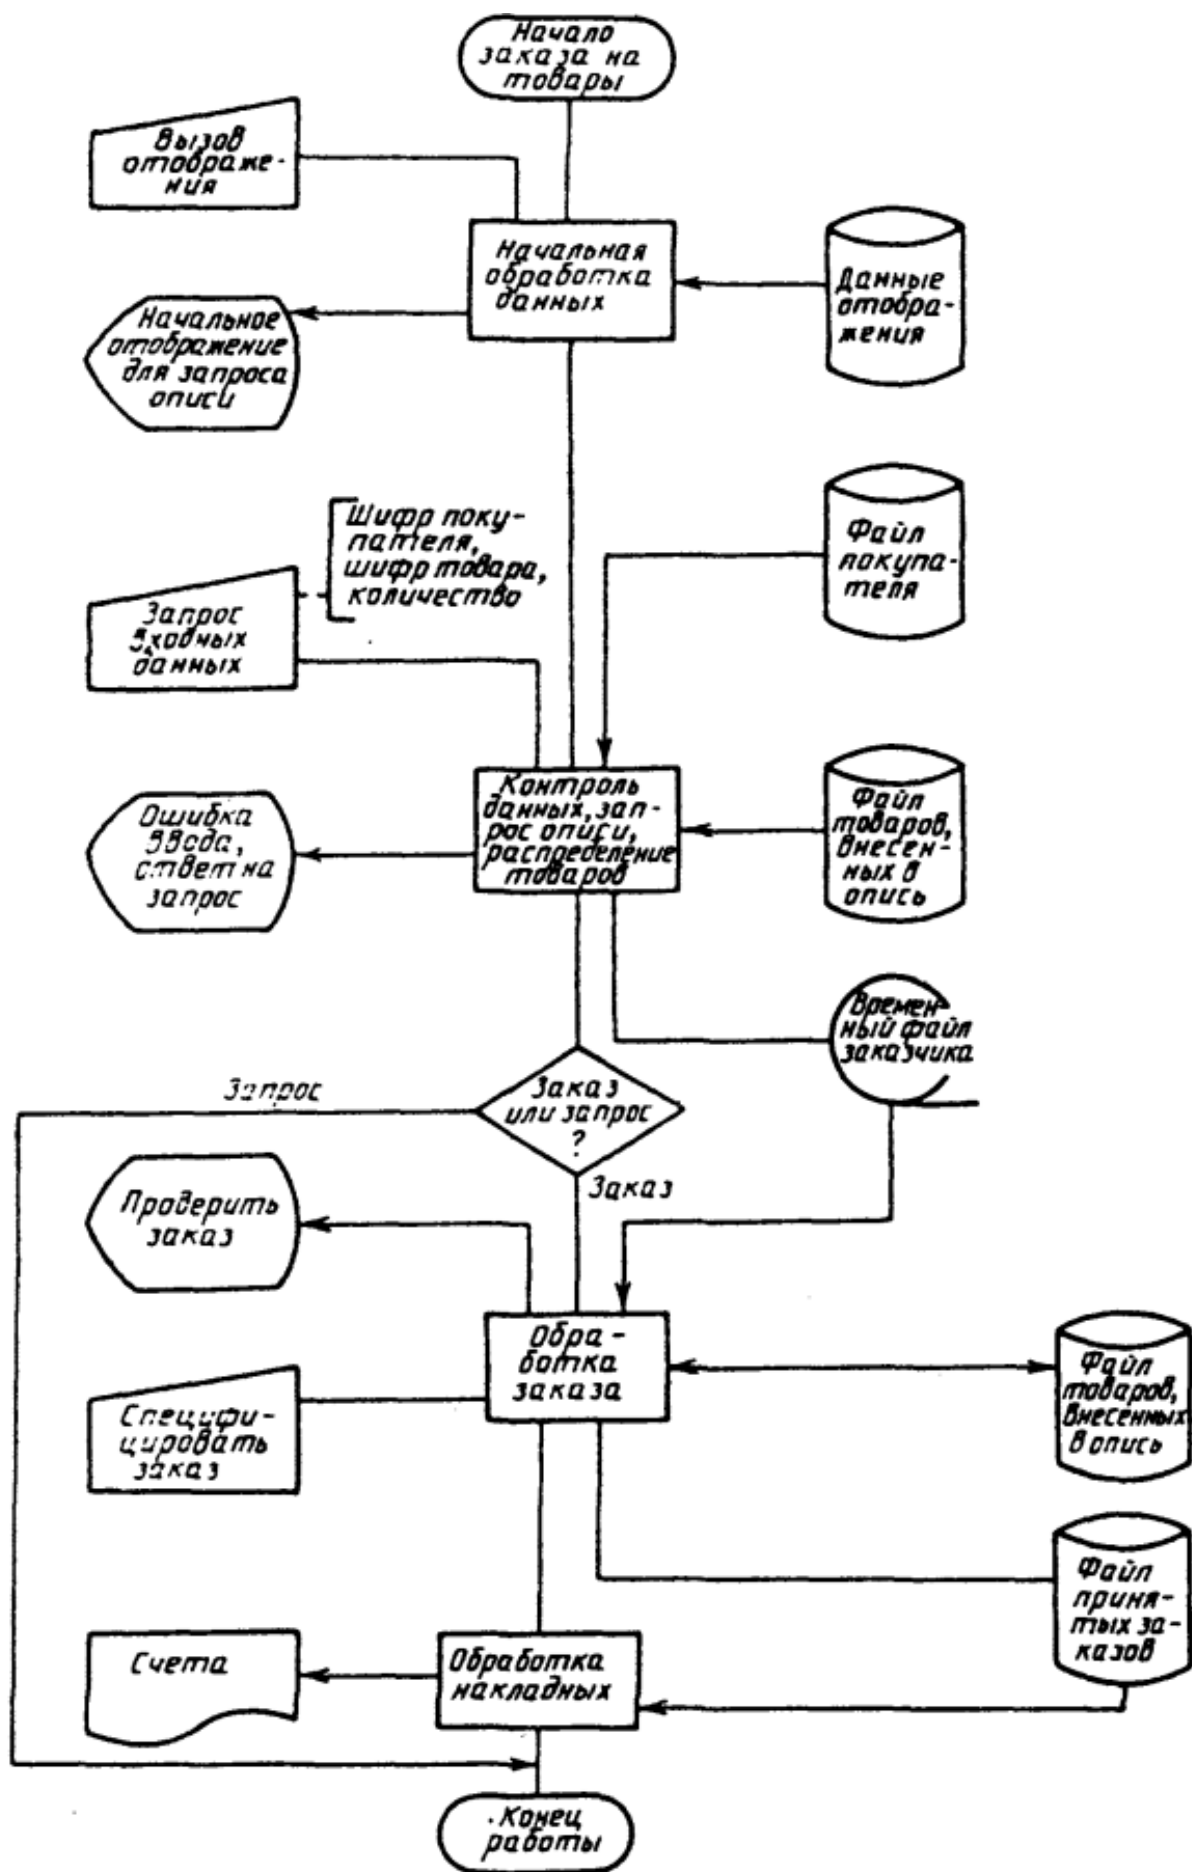 Начало
заказа на
товары
Вызов
отображе-
ния
Начальная
обработка
данных
Данные
отобра-
жения
Начальное
отображение
для запроса
описи
Шифр поку-
пателя,
шифр товара,
количество
Файл
покупа-
теля
Запрос
входных
данных
Контроль
данных, зап-
рос описи,
распределение
товаров
Файл
товаров,
внесен-
ных в
опись
Ошибка
ввода,
ответ на
запрос
Времен-
ный файл
заказчика
Запрос
Заказ
или запрос
?
Заказ
Проверить
заказ
Обра-
ботка
заказа
Файл
товаров,
внесенных
в опись
Специфи-
цировать
заказ
Файл
приня-
тых за-
казов
Счета
Обработка
накладных
Конец
работы